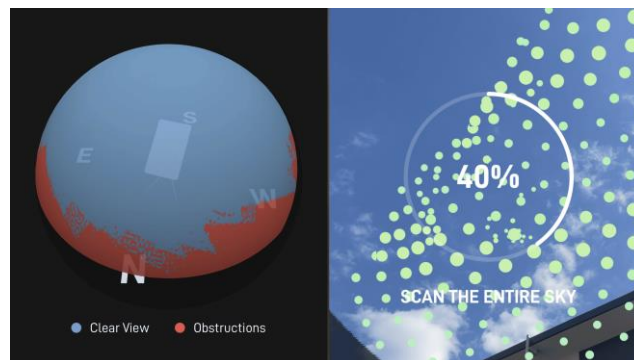 S
E
W
N
Clear View
Obstructions
40%
SCAN THE ENTIRE SKY